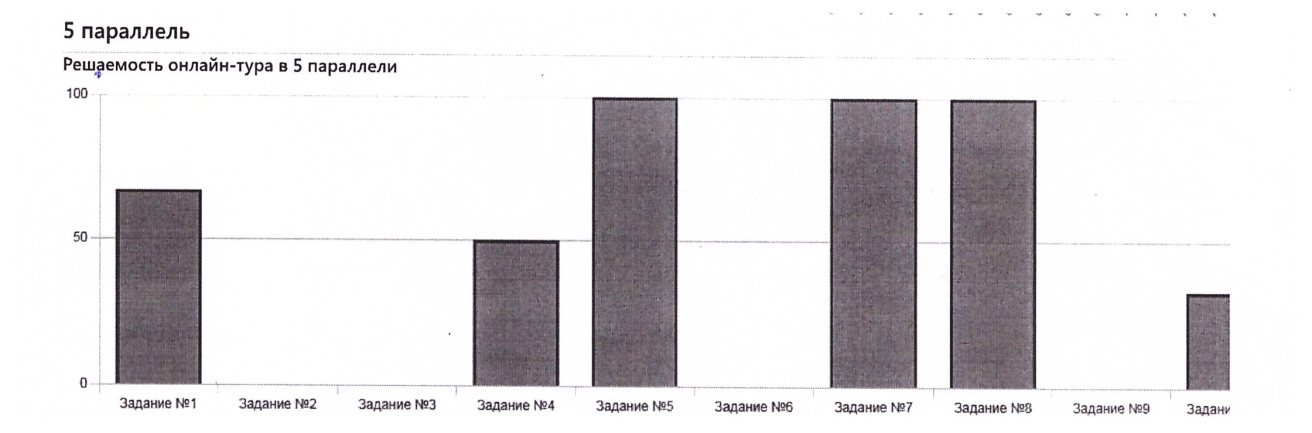 5 параллель
Решаемость онлайн-тура в 5 параллели
100
50
0
Задание №1 Задание №2 Задание №3 Задание №4 Задание №5 Задание №6 Задание №7 Задание №8 Задание №9 Задани